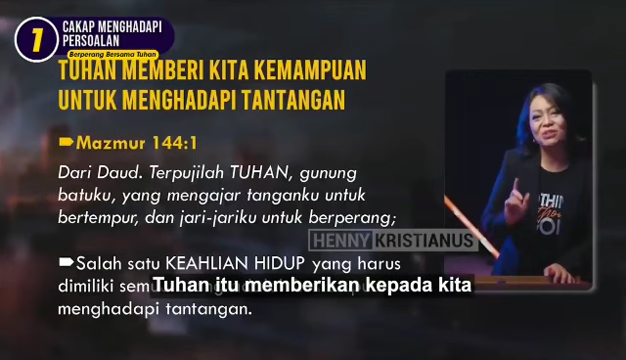 1
CAKAP MENGHADAPI
PERSOALAN
Berperang Bersama Tuhan
TUHAN MEMBERI KITA KEMAMPUAN
UNTUK MENGHADAPI TANTANGAN
Mazmur 144:1
Dari Daud. Terpujilah TUHAN, gunung
batuku, yang mengajar tanganku untuk
bertempur, dan jari-jariku untuk berperang;
HENNY KRISTIANUS
Salah satu KEAHLIAN HIDUP yang harus
dimiliki
Tuhan itu memberikan kepada kita
menghadapi tantangan.